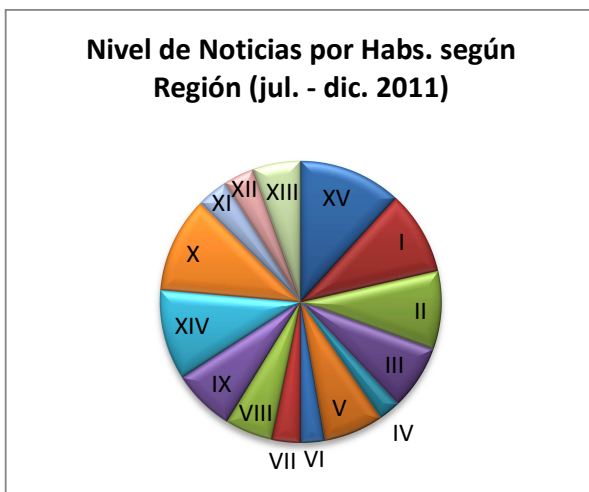 Nivel de Noticias por Habs. según
Región (jul. - dic. 2011)
XV
I
II
III
IV
V
VI
VII
VIII
IX
XIV
X
XI
XII
XIII